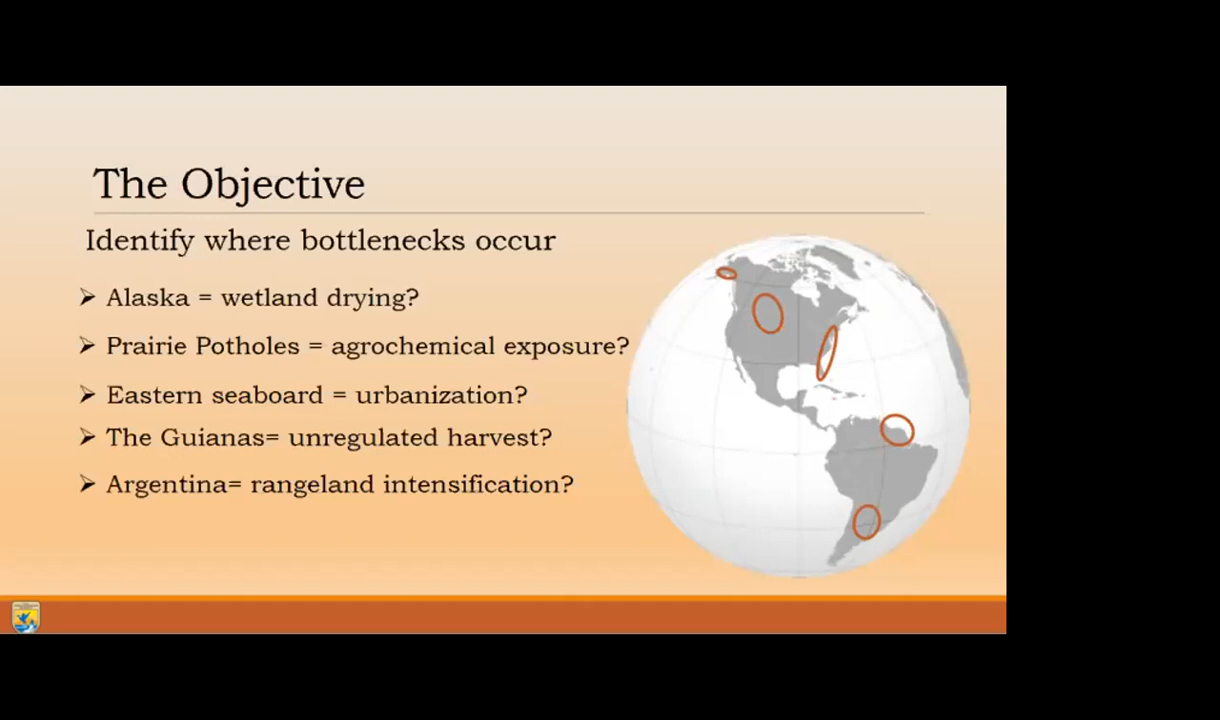 The Objective
Identify where bottlenecks occur
➤ Alaska = wetland drying?
➤ Prairie Potholes = agrochemical exposure?
➤ Eastern seaboard = urbanization?
➤ The Guianas= unregulated harvest?
➤ Argentina= rangeland intensification?